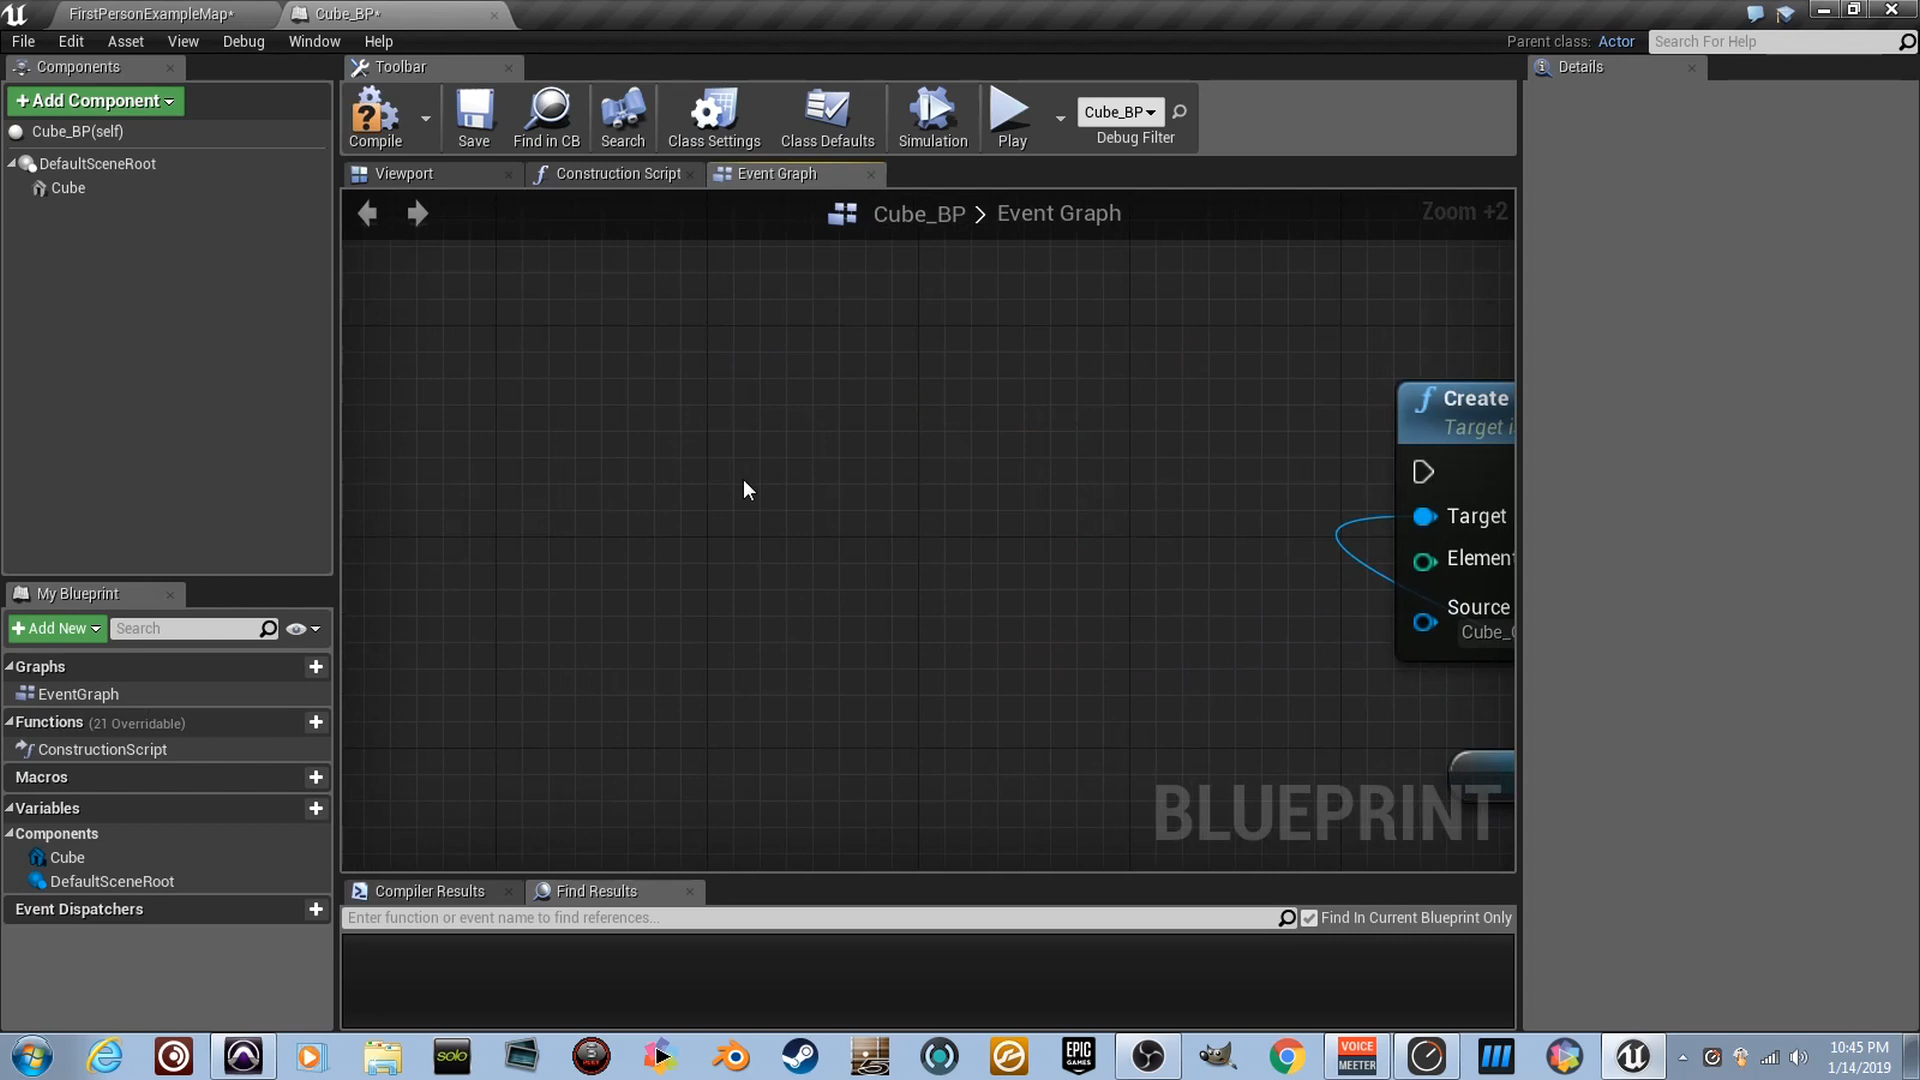 FirstPersonExampleMap*
Cube_BP*
File Edit Asset View Debug Window Help
Parent class: Actor
Search For Help
Components
Toolbar
Details
+Add Component
Cube_BP(self)
DefaultSceneRoot
Cube
Compile
Save
Find in CB
Search
Class Settings
Class Defaults
Simulation
Play
Cube_BP
Debug Filter
Viewport
Construction Script
Event Graph
Cube_BP > Event Graph
Zoom +2
Create
Target i
Target
Element
Source
Cube_
BLUEPRINT
My Blueprint
+Add New
Search
Graphs
EventGraph
Functions (21 Overridable)
ConstructionScript
Macros
Variables
Components
Cube
DefaultSceneRoot
Event Dispatchers
Compiler Results
Find Results
Enter function or event name to find references...
Find In Current Blueprint Only
solo
EPIC
GAMES
VOICE
MEETER
10:45 PM
1/14/2019